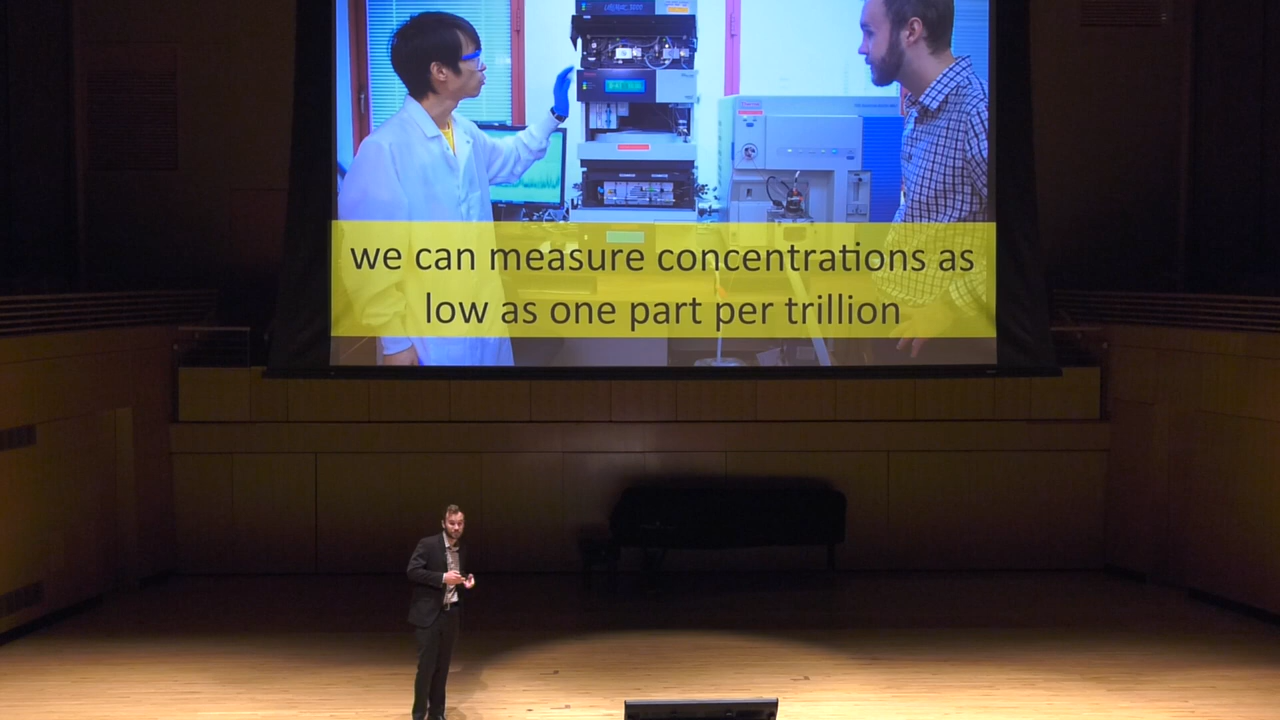 we can measure concentrations as
low as one part per trillion